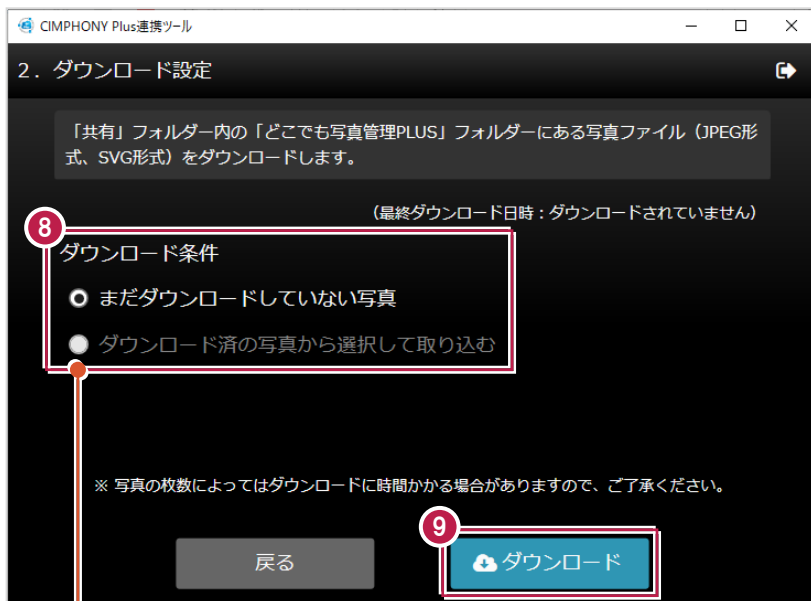 CIMPHONY Plus連携ツール
2. ダウンロード設定
「共有」フォルダー内の「どこでも写真管理PLUS」フォルダーにある写真ファイル（JPEG形
式、SVG形式）をダウンロードします。
（最終ダウンロード日時：ダウンロードされていません）
8
ダウンロード条件
まだダウンロードしていない写真
ダウンロード済の写真から選択して取り込む
※ 写真の枚数によってはダウンロードに時間かかる場合がありますので、ご了承ください。
9
戻る
ダウンロード